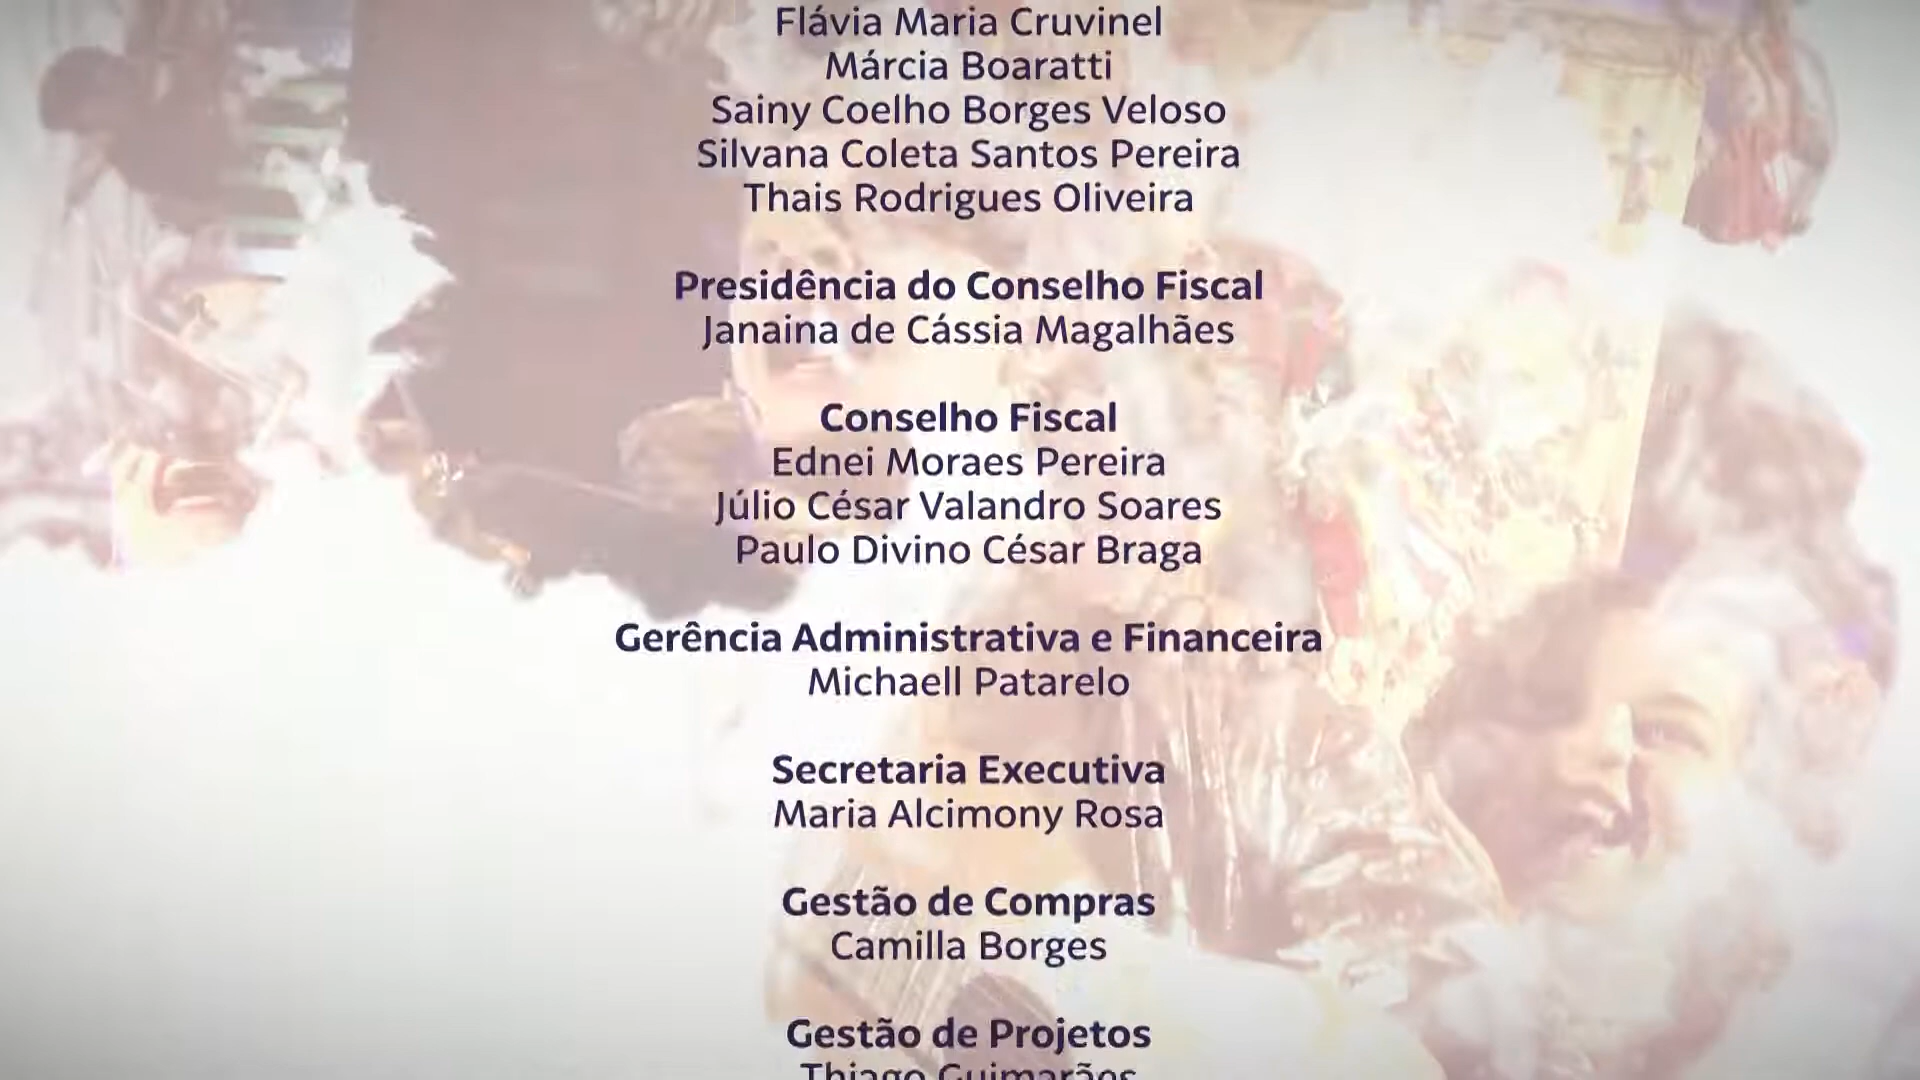 Flávia Maria Cruvinel
Márcia Boaratti
Sainy Coelho Borges Veloso
Silvana Coleta Santos Pereira
Thais Rodrigues Oliveira
Presidência do Conselho Fiscal
Janaina de Cássia Magalhães
Conselho Fiscal
Ednei Moraes Pereira
Júlio César Valandro Soares
Paulo Divino César Braga
Gerência Administrativa e Financeira
Michaell Patarelo
Secretaria Executiva
Maria Alcimony Rosa
Gestão de Compras
Camilla Borges
Gestão de Projetos
Thiago Guimarães